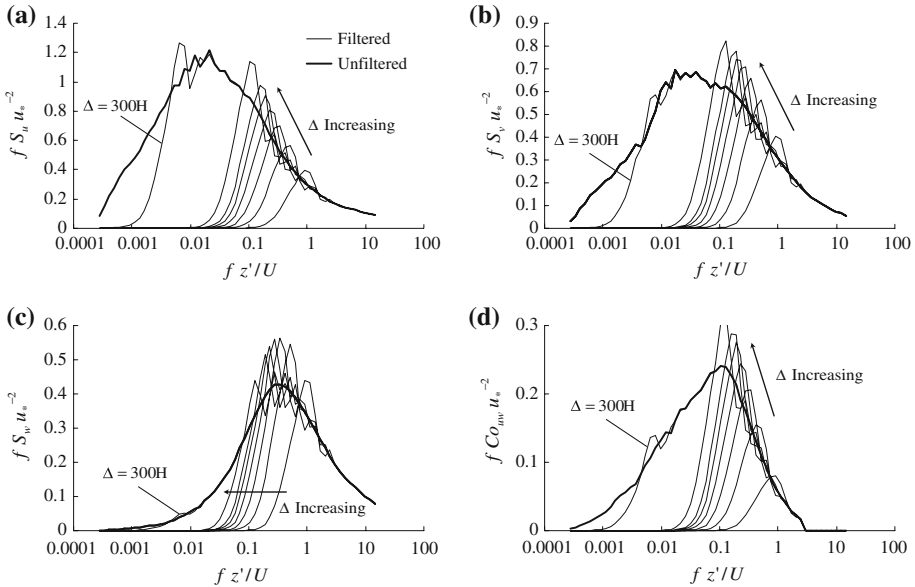 (a)
1.4
1.2
1
0.8
0.6
0.4
0.2
0
f S_u u_*^{-2}
Filtered
Unfiltered
Δ = 300H
Δ Increasing
0.0001 0.001 0.01 0.1 1 10 100
f z'/U
(b)
0.9
0.8
0.7
0.6
0.5
0.4
0.3
0.2
0.1
0
f S_v u_*^{-2}
Δ = 300H
Δ Increasing
0.0001 0.001 0.01 0.1 1 10 100
f z'/U
(c)
0.6
0.5
0.4
0.3
0.2
0.1
0
f S_w u_*^{-2}
Δ = 300H
Δ Increasing
0.0001 0.001 0.01 0.1 1 10 100
f z'/U
(d)
0.3
0.2
0.1
0
f Co_{uw} u_*^{-2}
Δ = 300H
Δ Increasing
0.0001 0.001 0.01 0.1 1 10 100
f z'/U